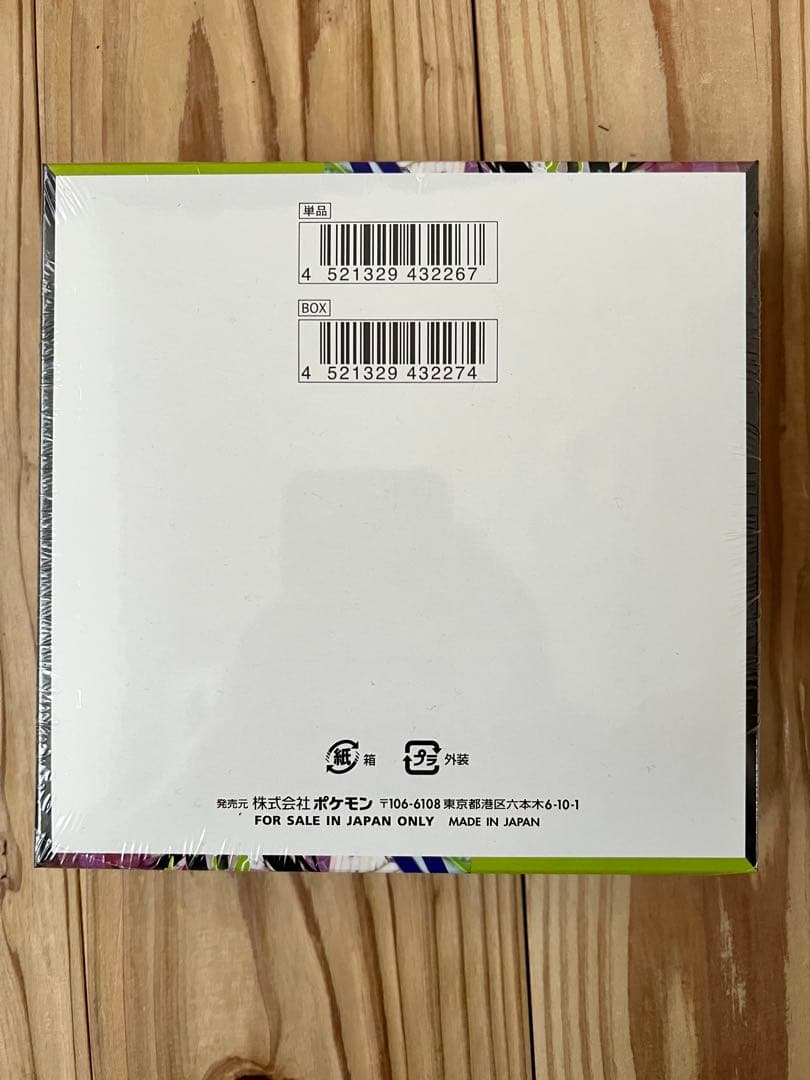 単品
4 521329 432267
BOX
4 521329 432274
紙 箱 プラ 外装
発売元 株式会社ポケモン 〒106-6108 東京都港区六本木6-10-1
FOR SALE IN JAPAN ONLY MADE IN JAPAN